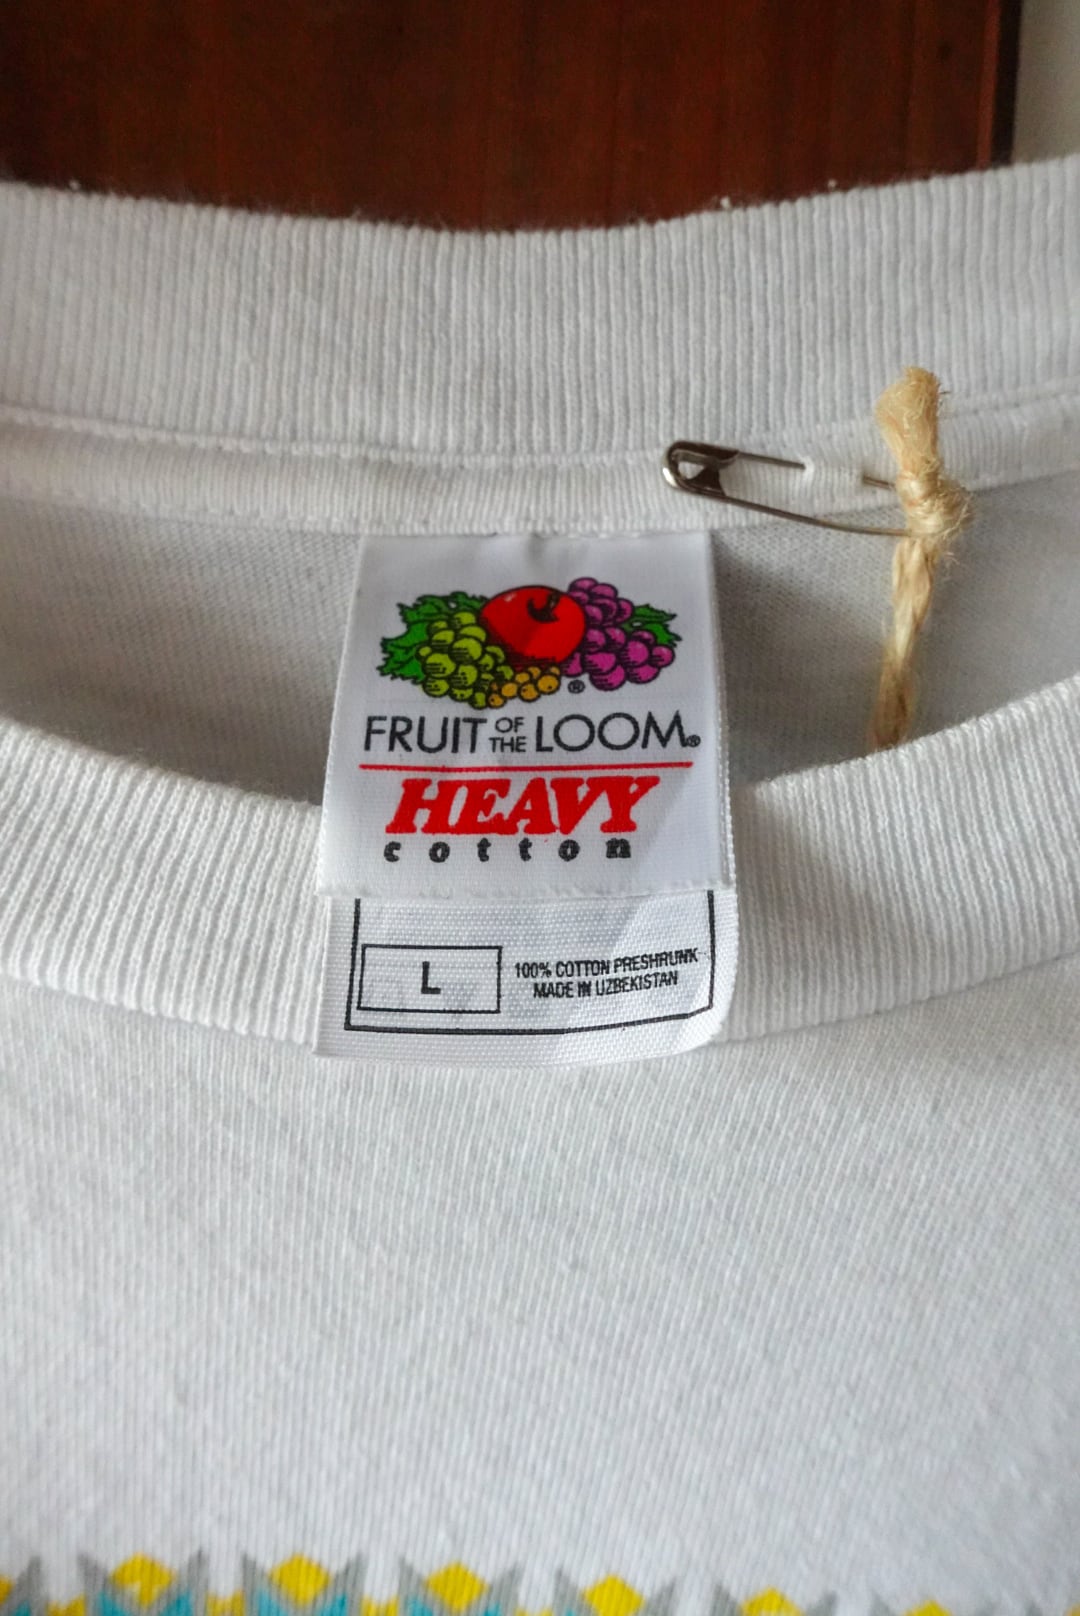 FRUIT OF THE LOOM®
HEAVY
cotton
L
100% COTTON PRESHRUNK
MADE IN UZBEKISTAN